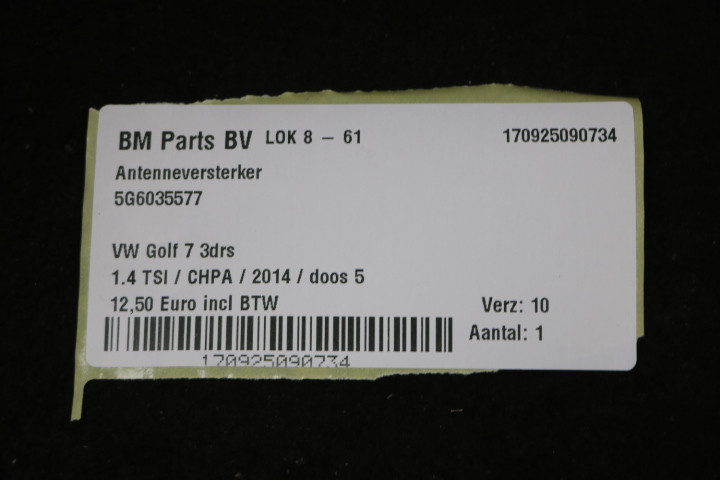 BM Parts BV LOK 8 – 61 170925090734
Antenneversterker
5G6035577
VW Golf 7 3drs
1.4 TSI / CHPA / 2014 / doos 5
12,50 Euro incl BTW Verz: 10
Aantal: 1
170925090734